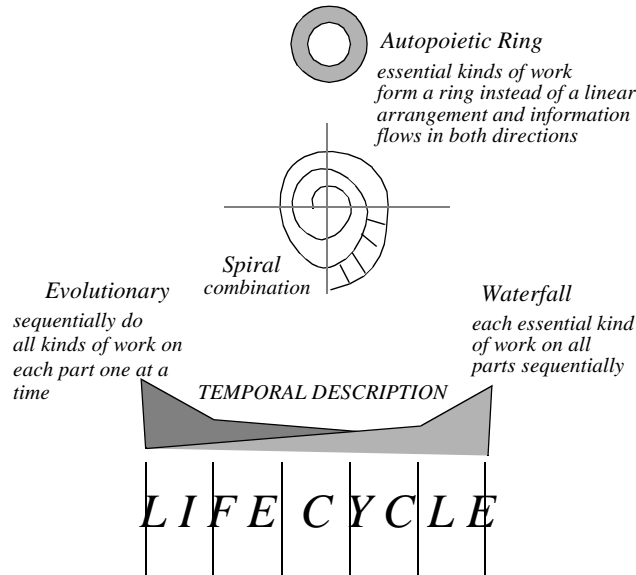 Autopoietic Ring
essential kinds of work
form a ring instead of a linear
arrangement and information
flows in both directions
Spiral
combination
Evolutionary
sequentially do
all kinds of work on
each part one at a
time
Waterfall
each essential kind
of work on all
parts sequentially
TEMPORAL DESCRIPTION
LIFE CYCLE